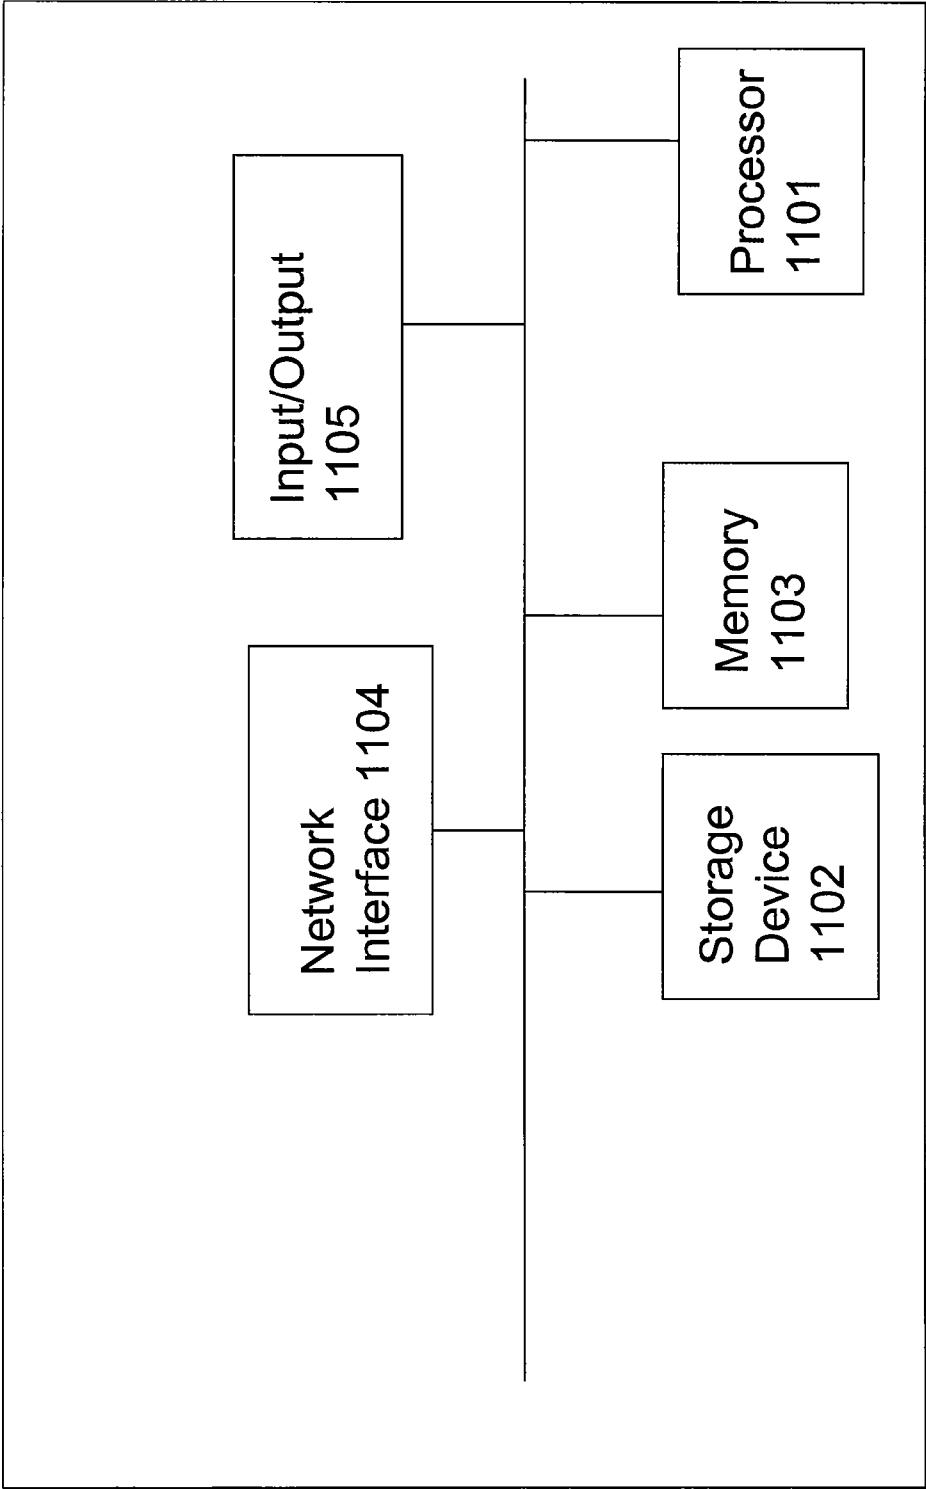 Network
Interface 1104
Input/Output
1105
Storage
Device
1102
Memory
1103
Processor
1101